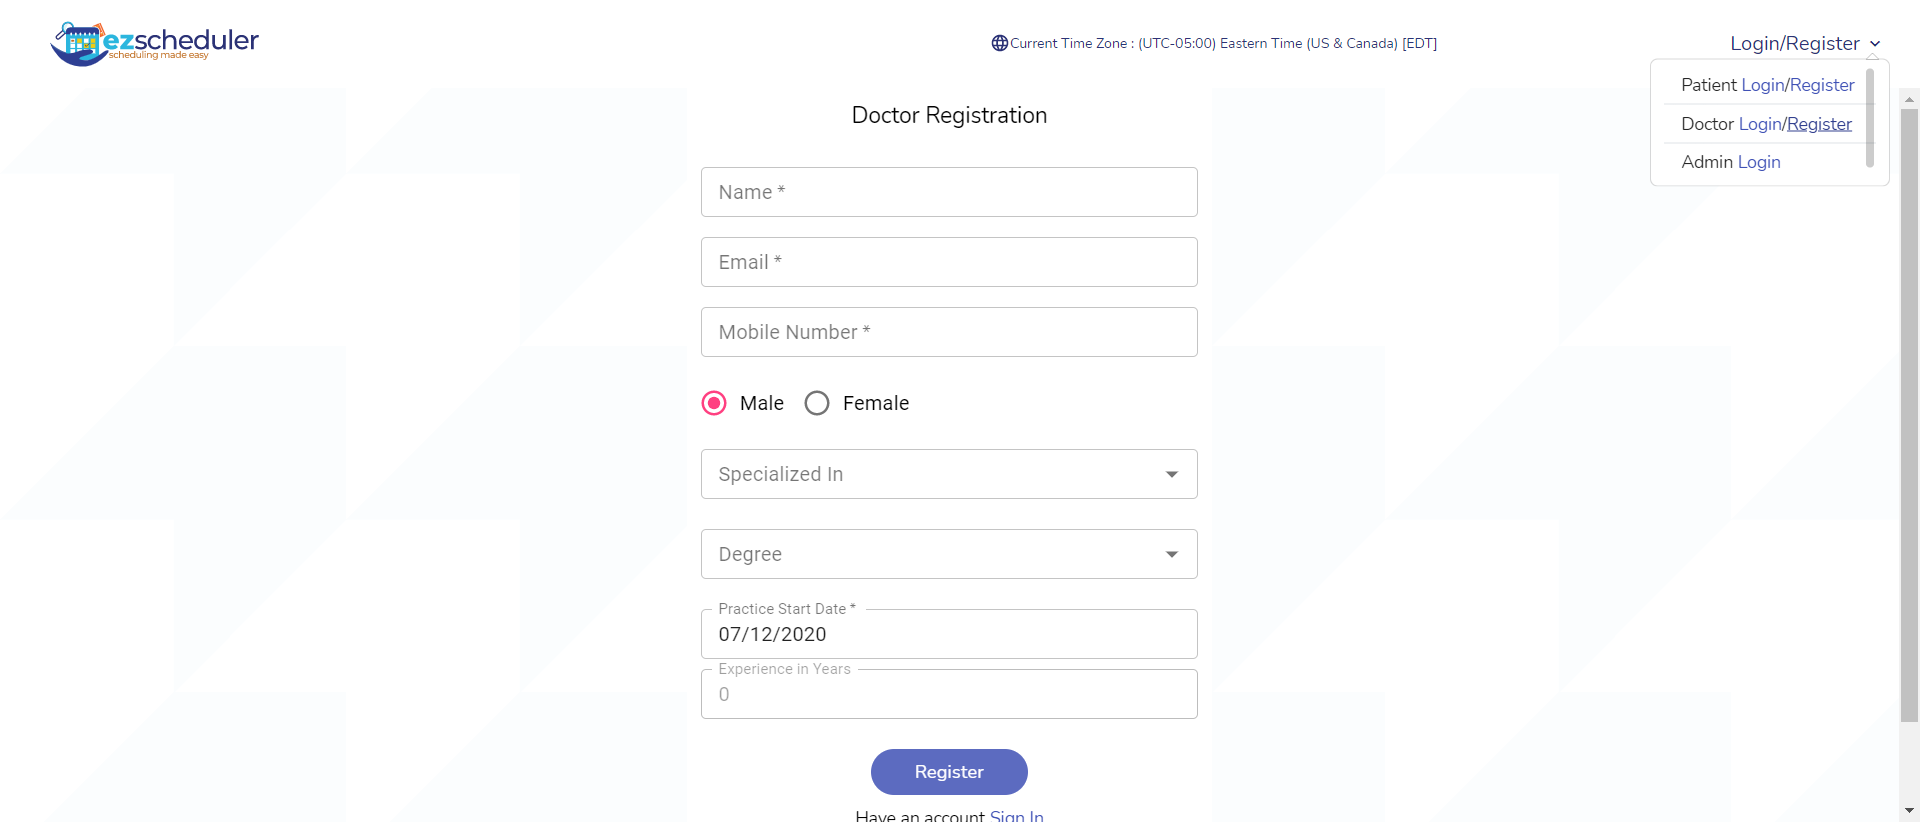 ezscheduler
scheduling made easy
Current Time Zone : (UTC-05:00) Eastern Time (US & Canada) [EDT]
Login/Register
Patient Login/Register
Doctor Login/Register
Admin Login
Doctor Registration
Name *
Email *
Mobile Number *
Male Female
Specialized In
Degree
Practice Start Date *
07/12/2020
Experience in Years
0
Register
Have an account Sign In